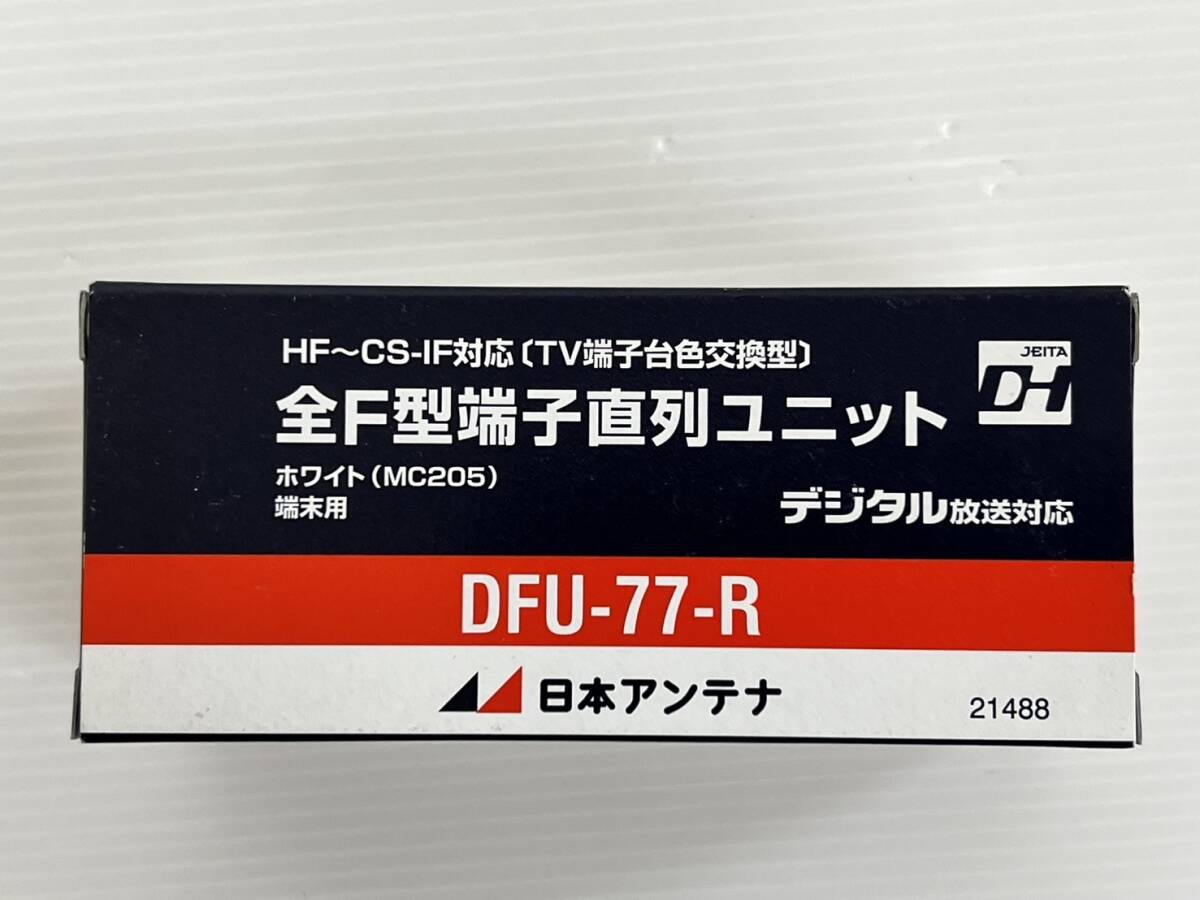 HF～CS-IF対応〔TV端子台色交換型〕
JEITA
DH
全F型端子直列ユニット
ホワイト（MC205）
端末用
デジタル放送対応
DFU-77-R
日本アンテナ
21488